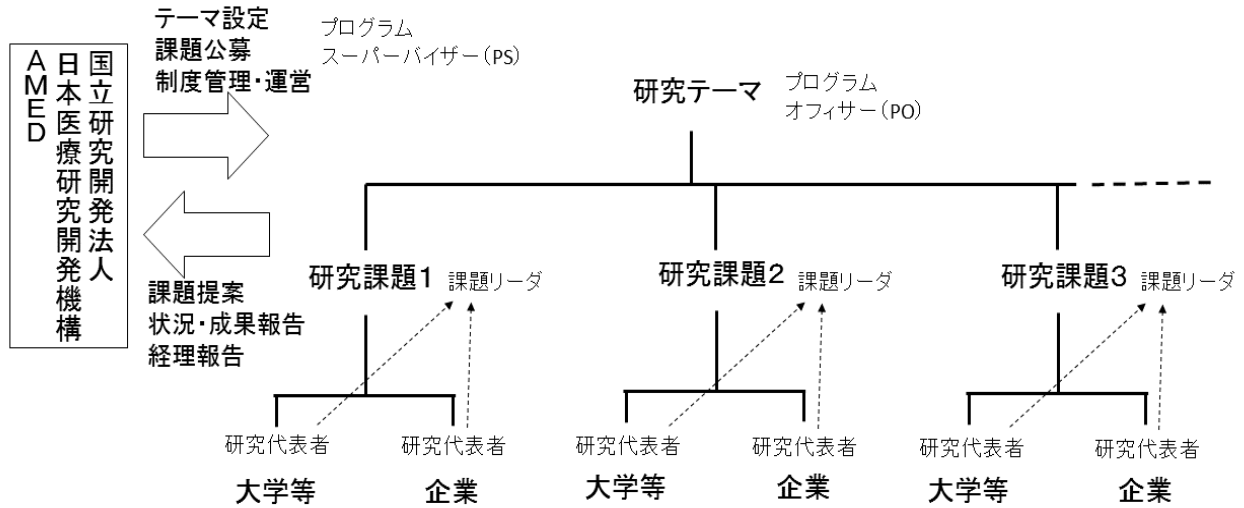 国立研究開発法人
日本医療研究開発機構
AMED
テーマ設定
課題公募
制度管理・運営
プログラム
スーパーバイザー(PS)
研究テーマ
プログラム
オフィサー(PO)
課題提案
状況・成果報告
経理報告
研究課題1 課題リーダ
研究課題2 課題リーダ
研究課題3 課題リーダ
研究代表者 研究代表者 研究代表者 研究代表者 研究代表者 研究代表者
大学等 企業 大学等 企業 大学等 企業